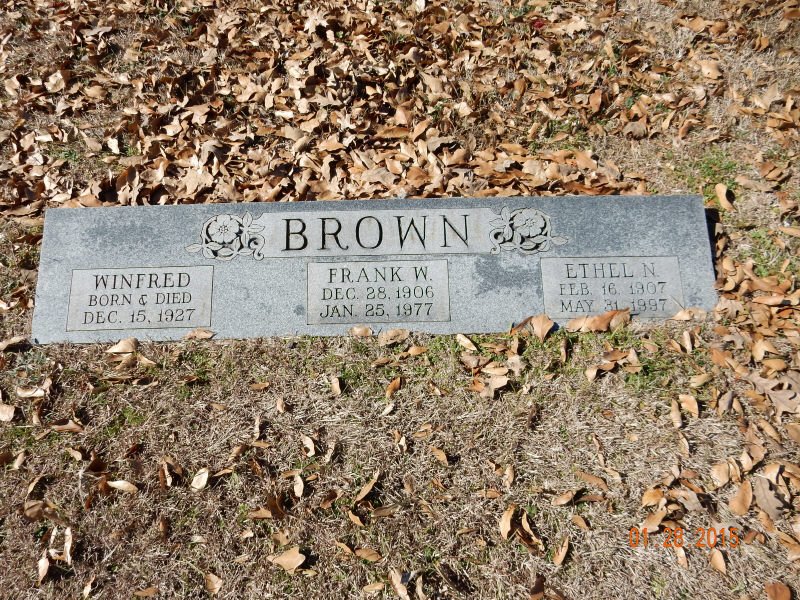 BROWN
WINFRED
BORN & DIED
DEC. 15, 1927
FRANK W.
DEC. 28, 1906
JAN. 25, 1977
ETHEL N.
FEB. 16, 1907
MAY 31, 1997
01.28.2015